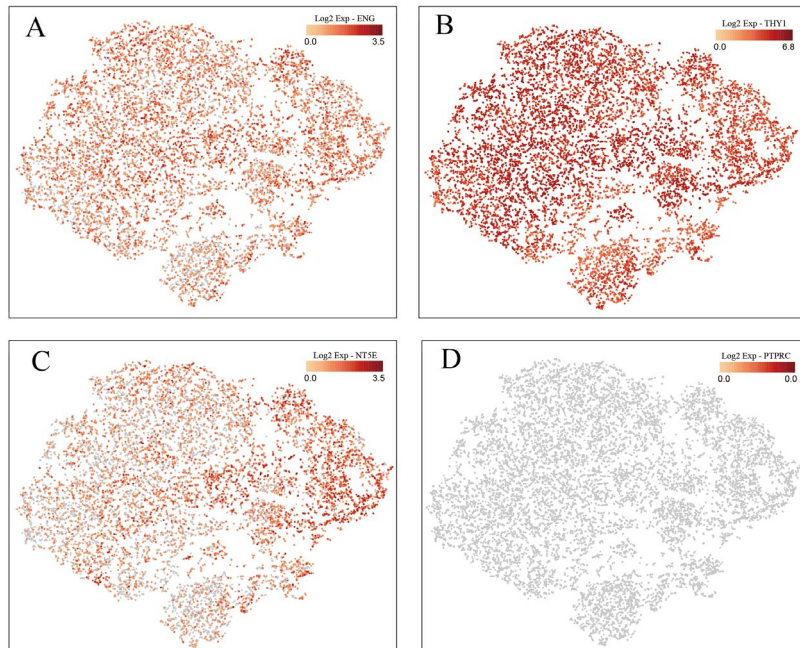 A
Log2 Exp - ENG
0.0 3.5
B
Log2 Exp - THY1
0.0 6.8
C
Log2 Exp - NT5E
0.0 3.5
D
Log2 Exp - PTPRC
0.0 0.0